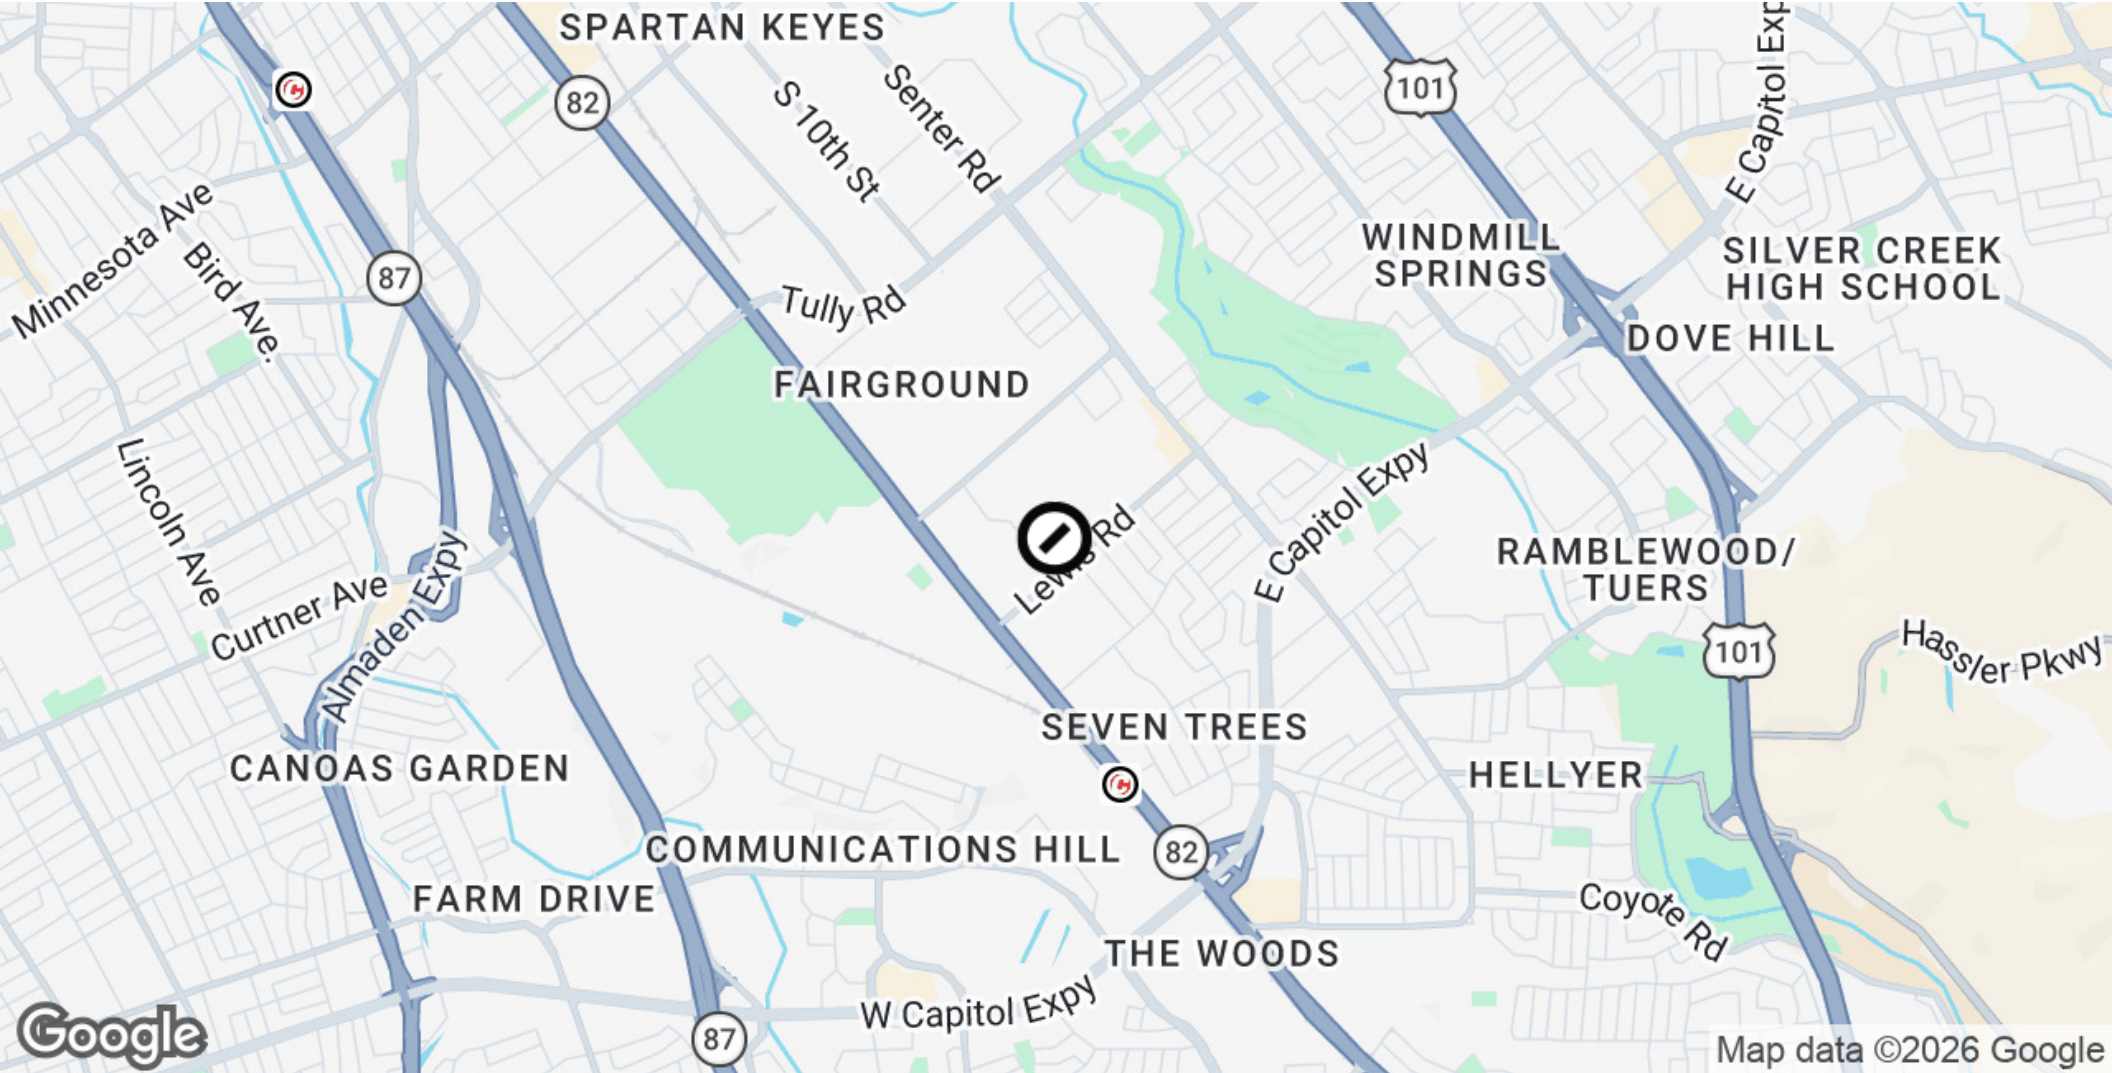 SPARTAN KEYES
82
101
S 10th St
Senter Rd
E Capitol Exp
Minnesota Ave
Bird Ave.
87
Tully Rd
WINDMILL
SPRINGS
SILVER CREEK
HIGH SCHOOL
DOVE HILL
FAIRGROUND
Lincoln Ave
Curtner Ave
Almaden Expy
Lewis Rd
E Capitol Expy
RAMBLEWOOD/
TUERS
101
Hassler Pkwy
SEVEN TREES
CANOAS GARDEN
HELLYER
COMMUNICATIONS HILL
82
FARM DRIVE
Coyote Rd
THE WOODS
W Capitol Expy
87
Google
Map data ©2026 Google